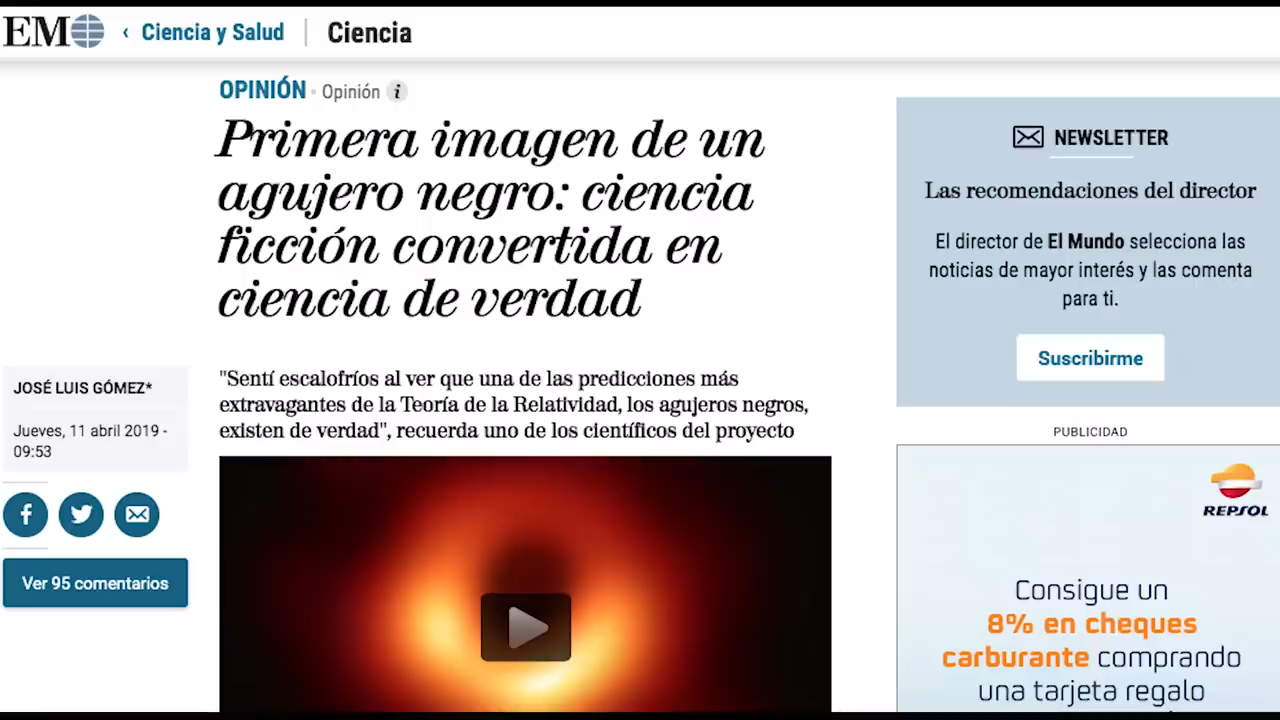 EM
‹ Ciencia y Salud
Ciencia
OPINIÓN • Opinión i
Primera imagen de un
agujero negro: ciencia
ficción convertida en
ciencia de verdad
"Sentí escalofríos al ver que una de las predicciones más
extravagantes de la Teoría de la Relatividad, los agujeros negros,
existen de verdad", recuerda uno de los científicos del proyecto
JOSÉ LUIS GÓMEZ*
Jueves, 11 abril 2019 -
09:53
Ver 95 comentarios
NEWSLETTER
Las recomendaciones del director
El director de El Mundo selecciona las
noticias de mayor interés y las comenta
para ti.
Suscribirme
PUBLICIDAD
REPSOL
Consigue un
8% en cheques
carburante comprando
una tarjeta regalo